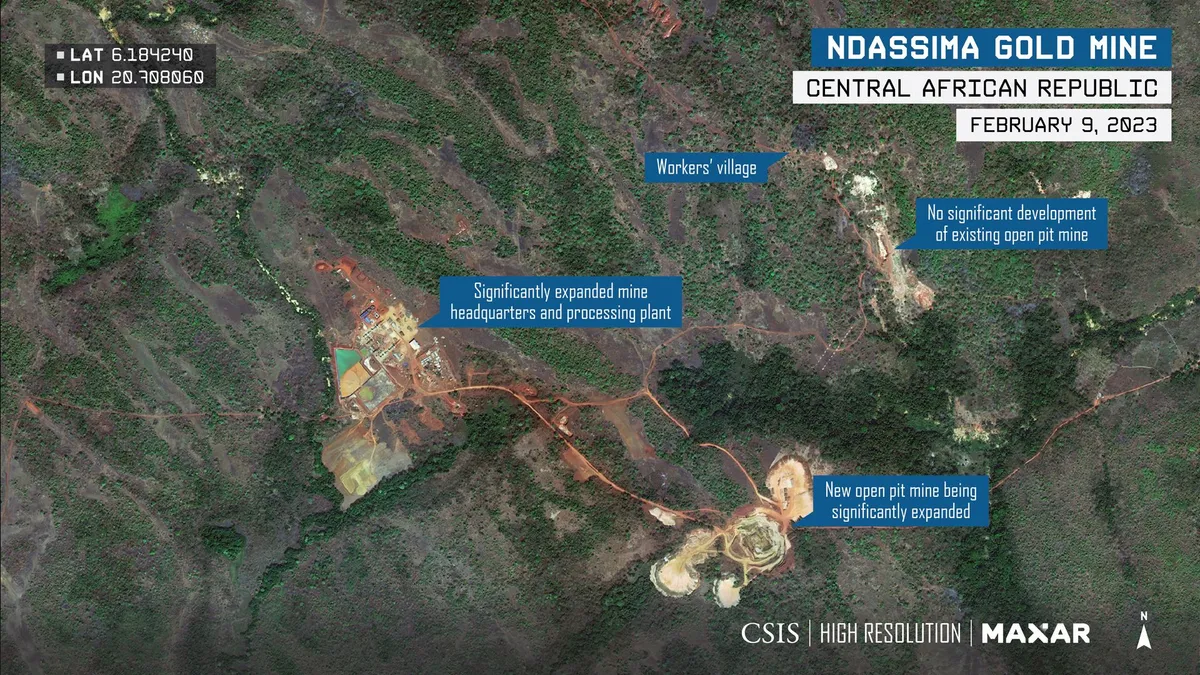 LAT 6.184240
LON 20.708060
NDASSIMA GOLD MINE
CENTRAL AFRICAN REPUBLIC
FEBRUARY 9, 2023
Workers' village
No significant development
of existing open pit mine
Significantly expanded mine
headquarters and processing plant
New open pit mine being
significantly expanded
CSIS | HIGH RESOLUTION | MAXAR
N